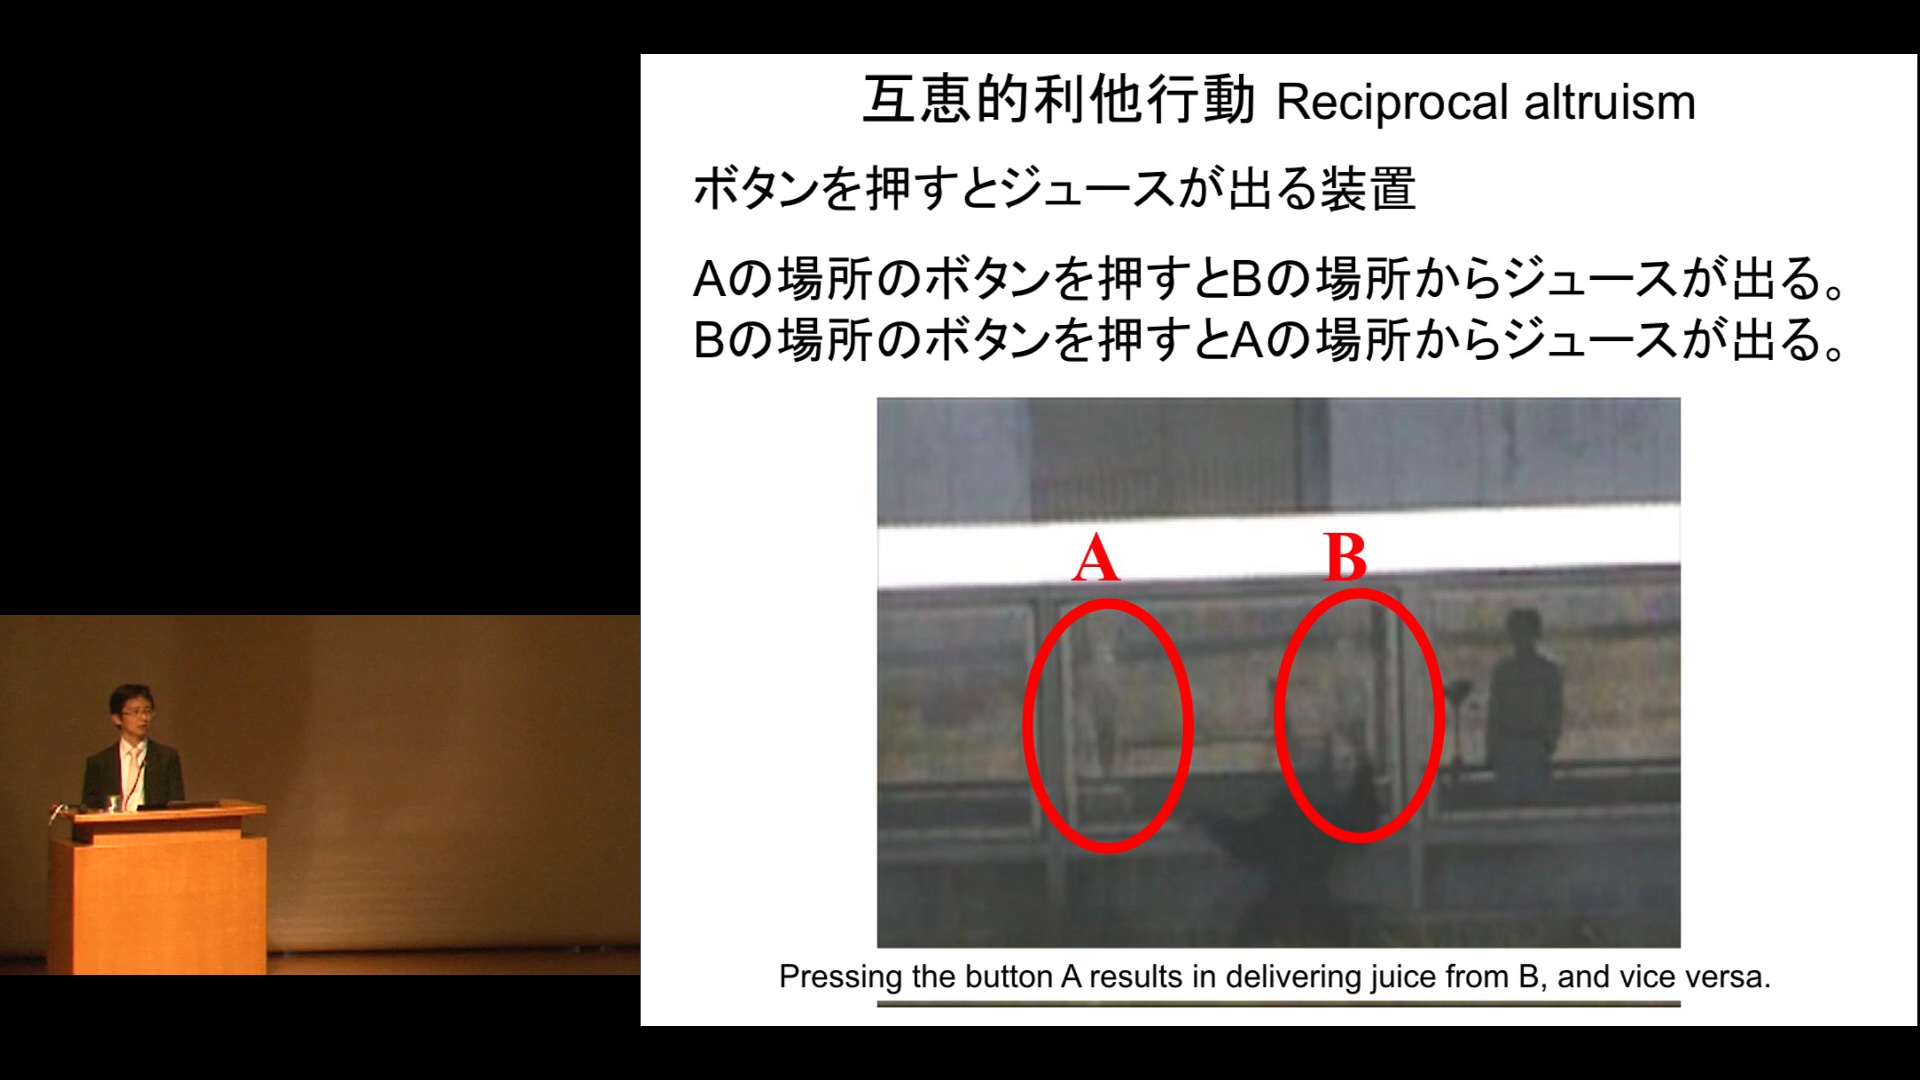 互恵的利他行動 Reciprocal altruism
ボタンを押すとジュースが出る装置
Aの場所のボタンを押すとBの場所からジュースが出る。
Bの場所のボタンを押すとAの場所からジュースが出る。
A B
Pressing the button A results in delivering juice from B, and vice versa.